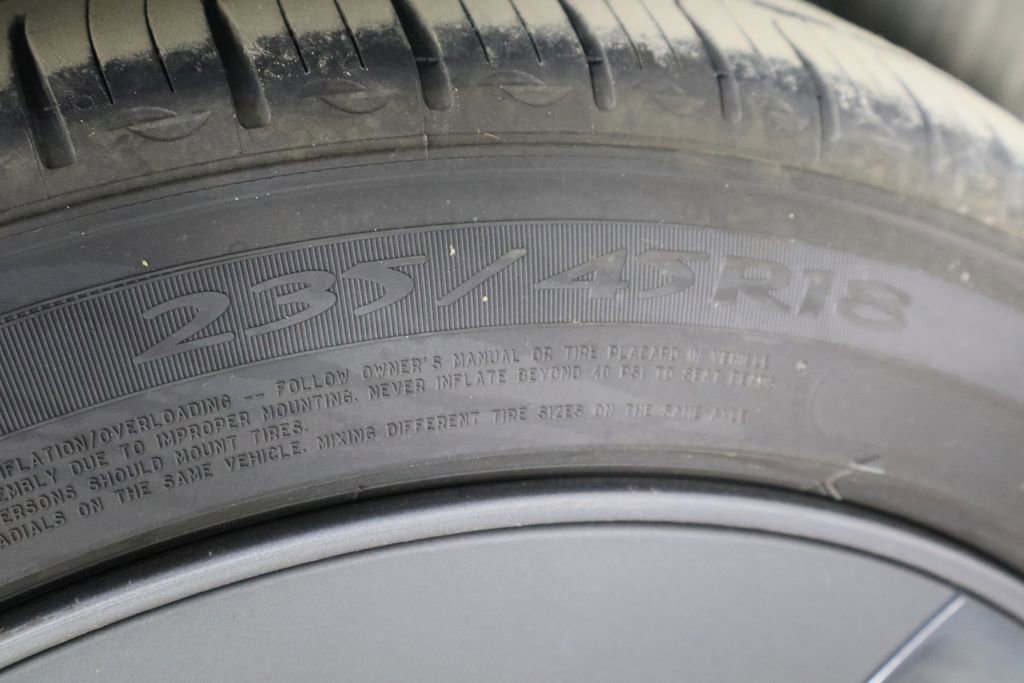 235/45R18
NFLATION/OVERLOADING -- FOLLOW OWNER'S MANUAL OR TIRE PLACARD IN VEHICLE
EMBLY DUE TO IMPROPER MOUNTING. NEVER INFLATE BEYOND 40 PSI TO SEAT BEADS
ERSONS SHOULD MOUNT TIRES.
ADIALS ON THE SAME VEHICLE. MIXING DIFFERENT TIRE SIZES ON THE SAME AXLE